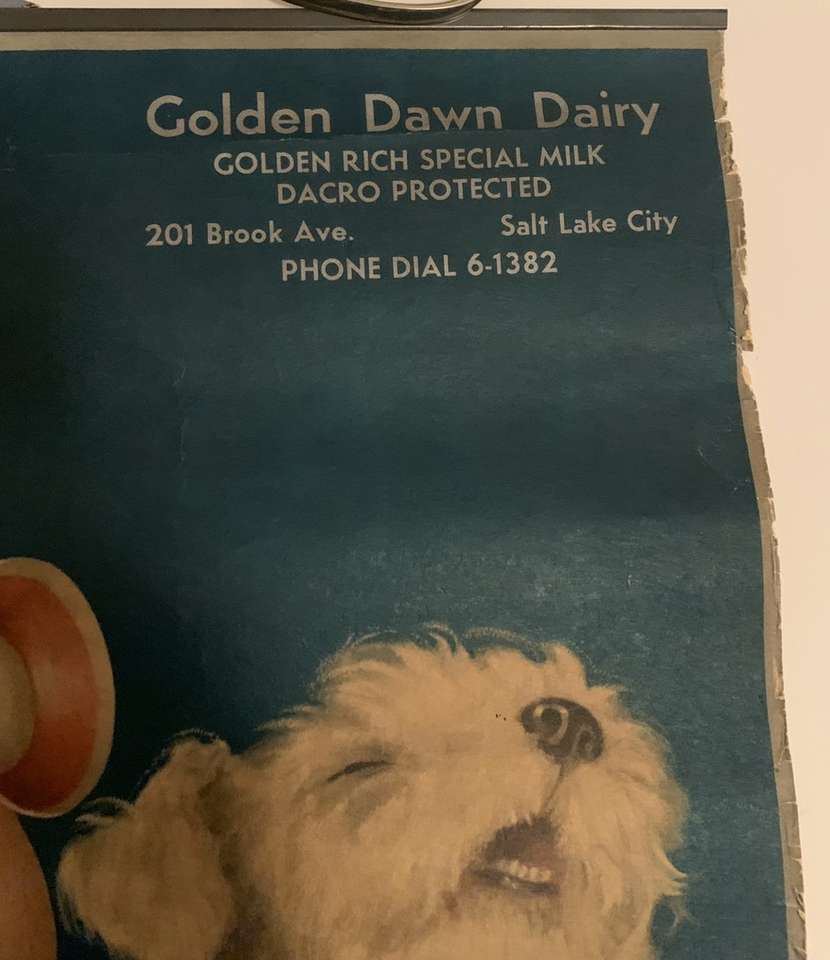 Golden Dawn Dairy
GOLDEN RICH SPECIAL MILK
DACRO PROTECTED
201 Brook Ave. Salt Lake City
PHONE DIAL 6-1382